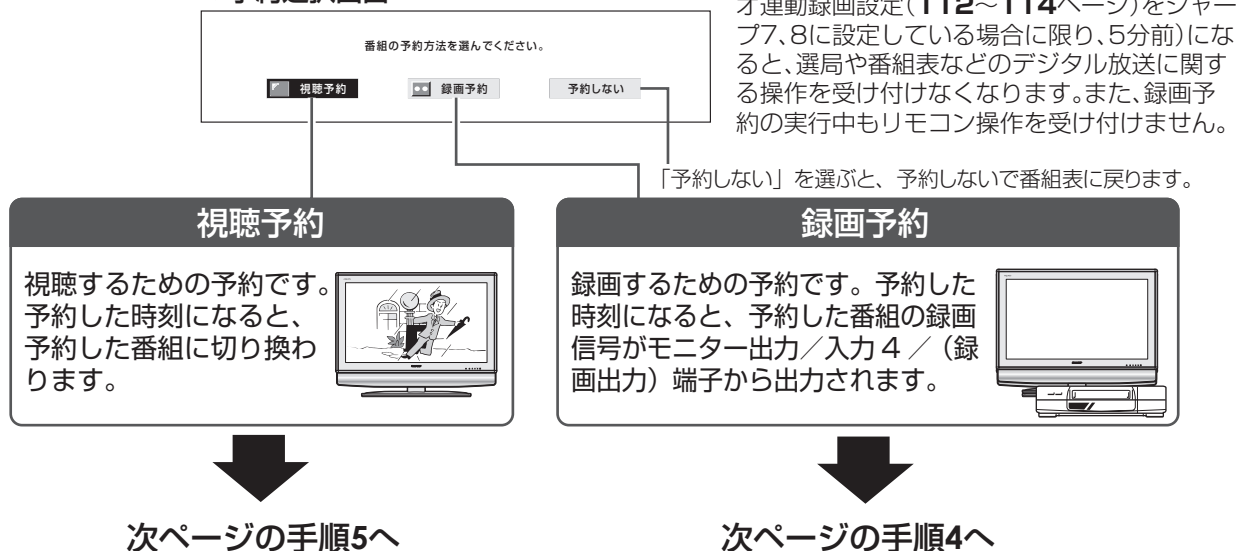 オ連動録画設定(112～114ページ)をシャー
プ7、8に設定している場合に限り、5分前)にな
ると、選局や番組表などのデジタル放送に関す
る操作を受け付けなくなります。また、録画予
約の実行中もリモコン操作を受け付けません。
番組の予約方法を選んでください。
視聴予約 録画予約 予約しない
「予約しない」を選ぶと、予約しないで番組表に戻ります。
視聴予約
視聴するための予約です。
予約した時刻になると、
予約した番組に切り換わ
ります。
録画予約
録画するための予約です。予約した
時刻になると、予約した番組の録画
信号がモニター出力／入力4／（録
画出力）端子から出力されます。
次ページの手順5へ
次ページの手順4へ